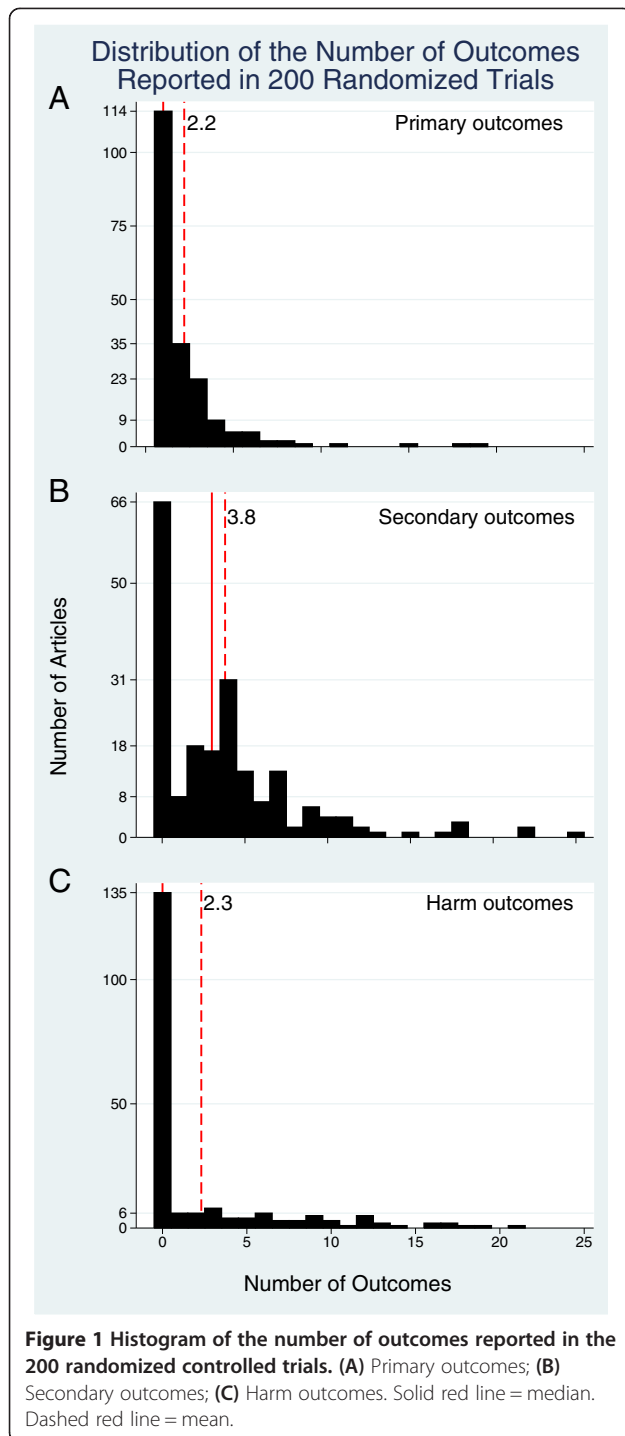 Distribution of the Number of Outcomes
Reported in 200 Randomized Trials
A
Primary outcomes
2.2
114
100
75
50
35
23
9
0
B
Secondary outcomes
3.8
66
50
31
18
8
0
Number of Articles
C
Harm outcomes
2.3
135
100
50
6
0
0 5 10 15 20 25
Number of Outcomes
Figure 1 Histogram of the number of outcomes reported in the
200 randomized controlled trials. (A) Primary outcomes; (B)
Secondary outcomes; (C) Harm outcomes. Solid red line = median.
Dashed red line = mean.